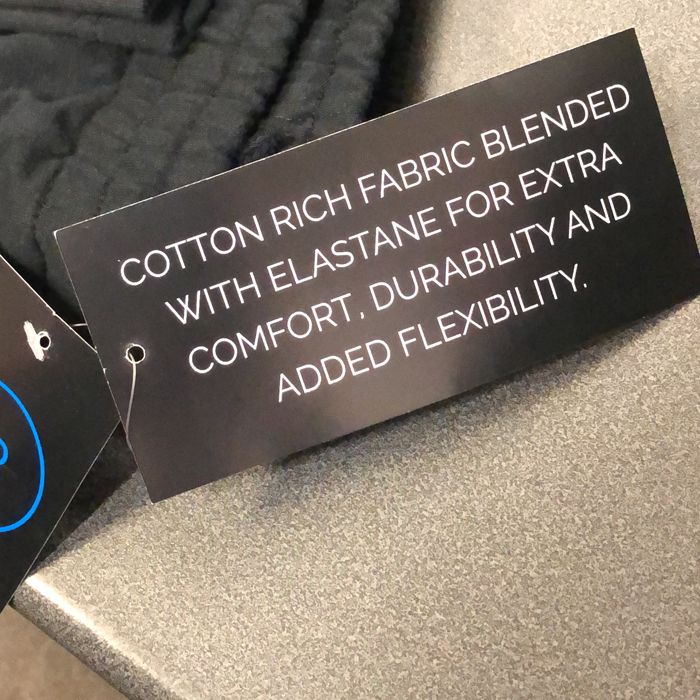 COTTON RICH FABRIC BLENDED
WITH ELASTANE FOR EXTRA
COMFORT, DURABILITY AND
ADDED FLEXIBILITY.